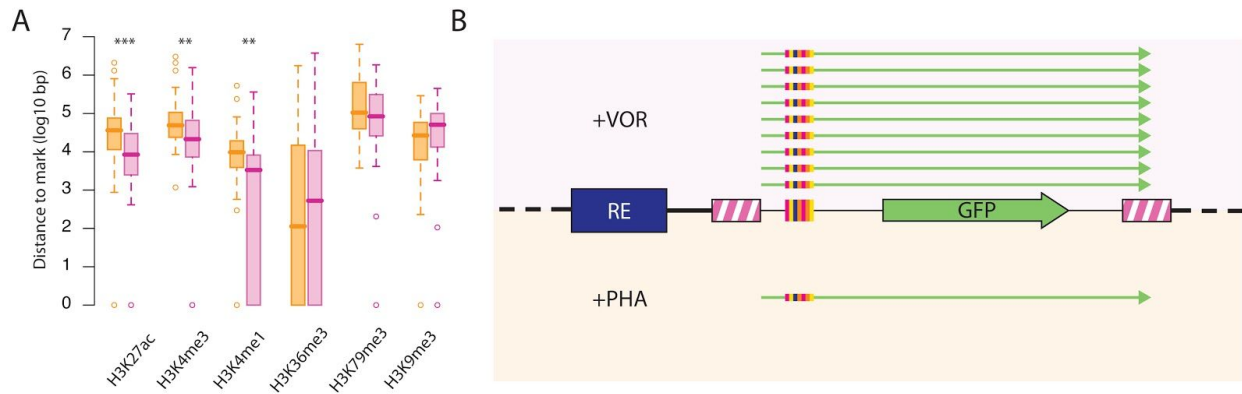 A
Distance to mark (log10 bp)
7
6
5
4
3
2
1
0
***
**
**
H3K27ac
H3K4me3
H3K4me1
H3K36me3
H3K79me3
H3K9me3
B
+VOR
RE
GFP
+PHA